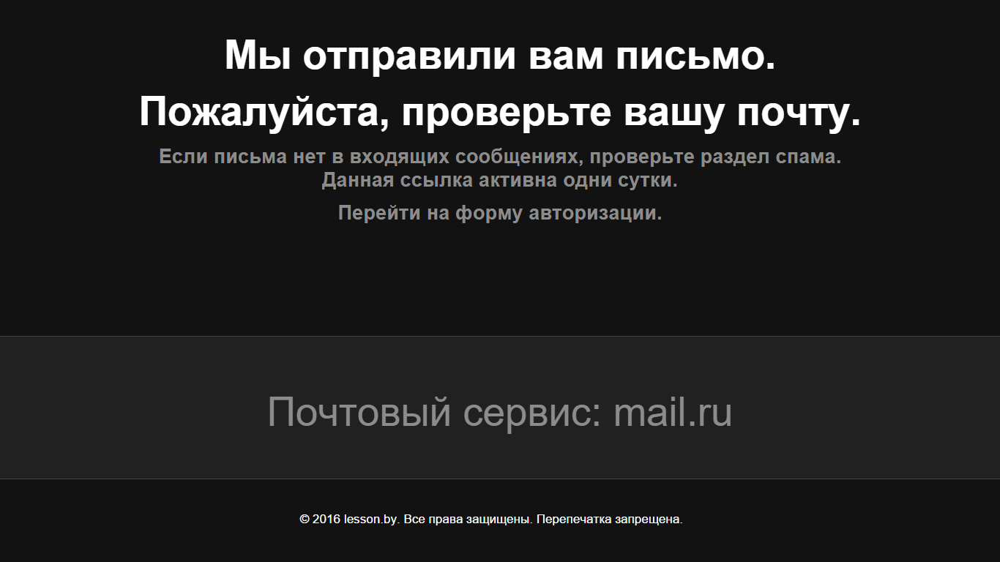 Мы отправили вам письмо.
Пожалуйста, проверьте вашу почту.
Если письма нет в входящих сообщениях, проверьте раздел спама.
Данная ссылка активна одни сутки.
Перейти на форму авторизации.
Почтовый сервис: mail.ru
© 2016 lesson.by. Все права защищены. Перепечатка запрещена.